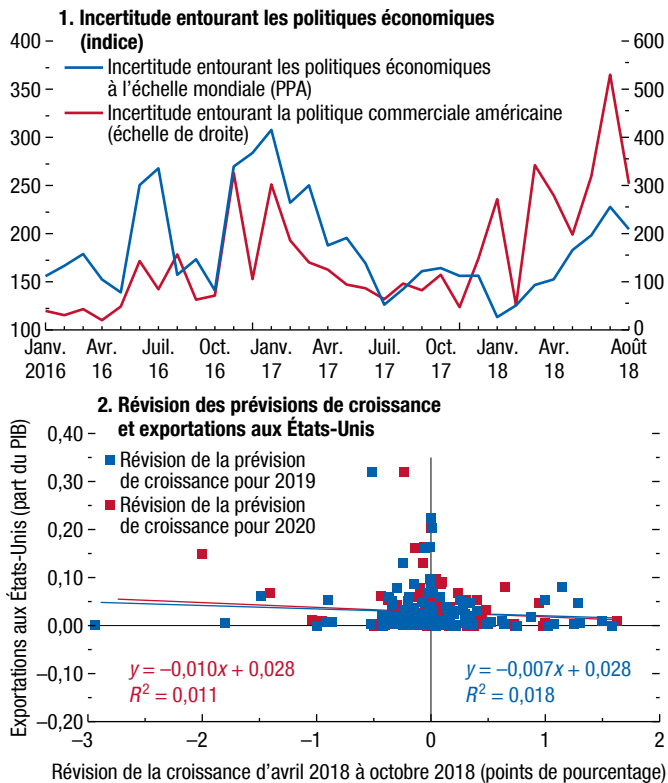 1. Incertitude entourant les politiques économiques
(indice)
Incertitude entourant les politiques économiques
à l’échelle mondiale (PPA)
Incertitude entourant la politique commerciale américaine
(échelle de droite)
400
350
300
250
200
150
100
600
500
400
300
200
100
0
Janv. Avr. Juil. Oct. Janv. Avr. Juil. Oct. Janv. Avr. Août
2016 16 16 16 17 17 17 17 18 18 18
2. Révision des prévisions de croissance
et exportations aux États-Unis
Révision de la prévision
de croissance pour 2019
Révision de la prévision
de croissance pour 2020
Exportations aux États-Unis (part du PIB)
0,40
0,30
0,20
0,10
0,00
–0,10
–0,20
y = –0,010x + 0,028
R² = 0,011
y = –0,007x + 0,028
R² = 0,018
–3 –2 –1 0 1 2
Révision de la croissance d’avril 2018 à octobre 2018 (points de pourcentage)